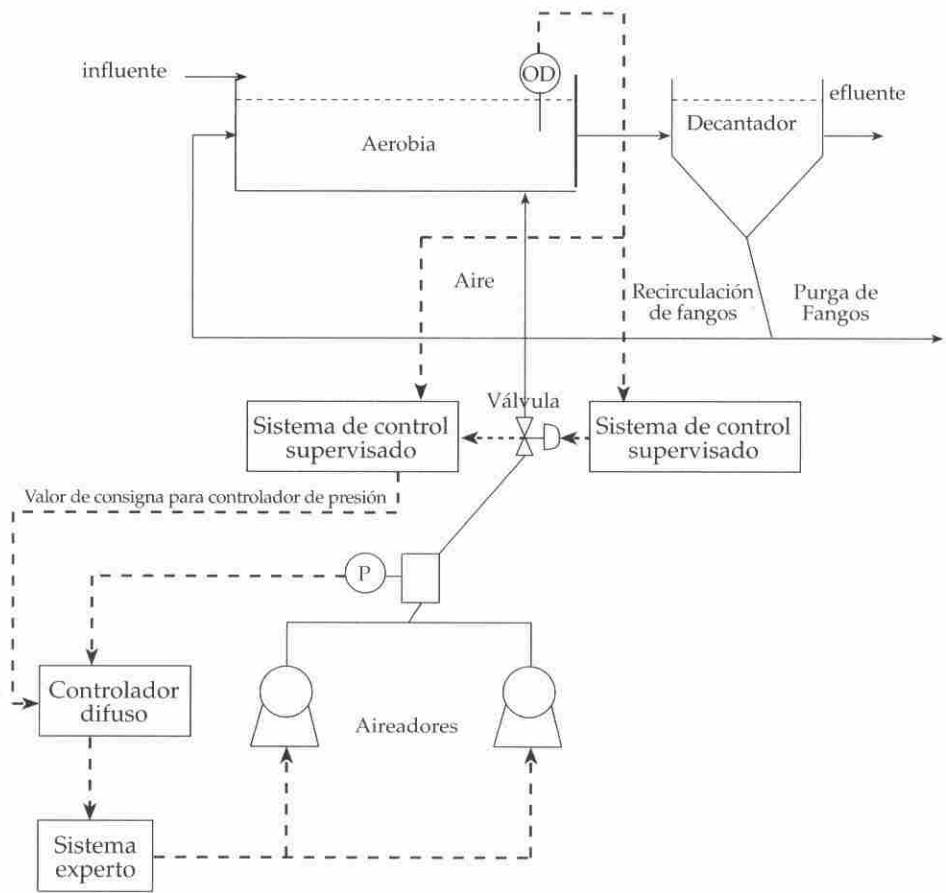 OD
influente
efluente
Decantador
Aerobia
Aire
Recirculación
de fangos
Purga de
Fangos
Válvula
Sistema de control
supervisado
Sistema de control
supervisado
Valor de consigna para controlador de presión
P
Controlador
difuso
Aireadores
Sistema
experto